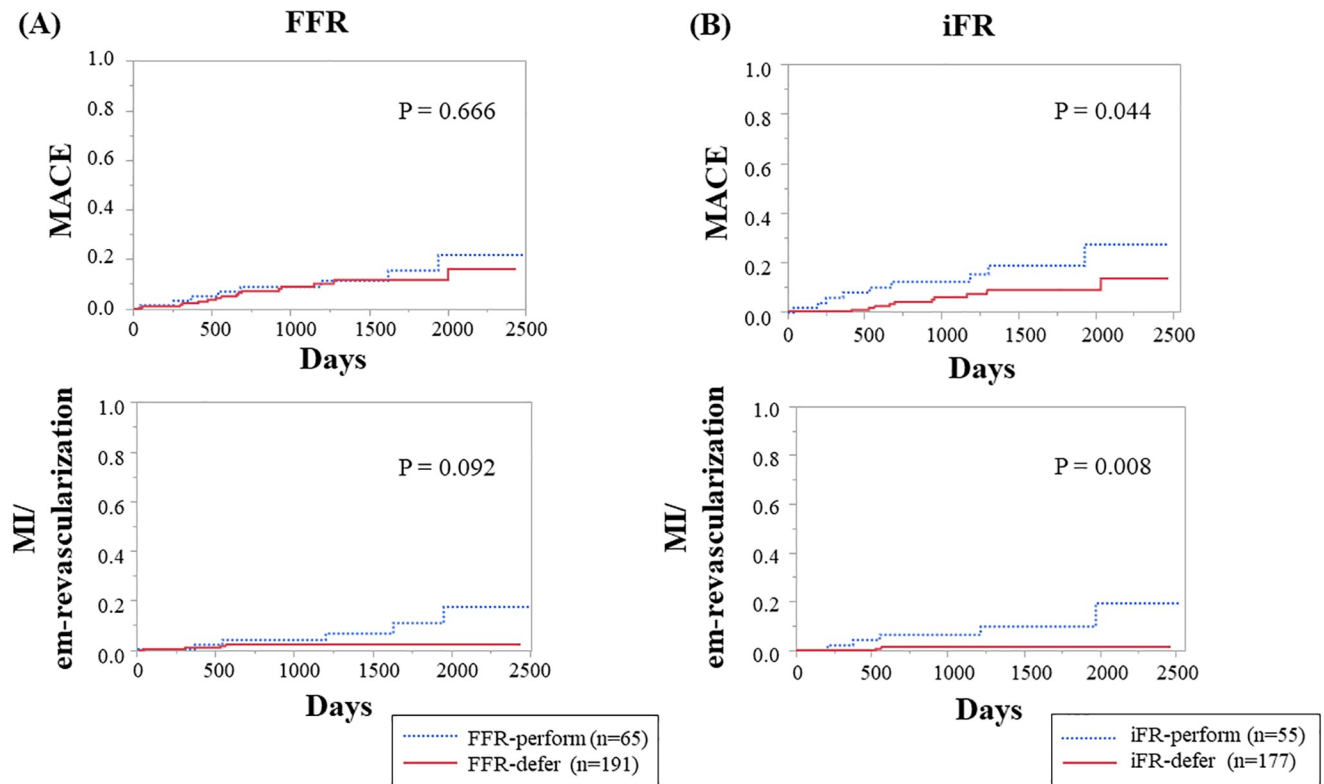 (A)
FFR
MACE
1.0
0.8
0.6
0.4
0.2
0.0
P = 0.666
0 500 1000 1500 2000 2500
Days
(B)
iFR
MACE
1.0
0.8
0.6
0.4
0.2
0.0
P = 0.044
0 500 1000 1500 2000 2500
Days
MI/
em-revascularization
1.0
0.8
0.6
0.4
0.2
0.0
P = 0.092
0 500 1000 1500 2000 2500
Days
FFR-perform (n=65)
FFR-defer (n=191)
MI/
em-revascularization
1.0
0.8
0.6
0.4
0.2
0.0
P = 0.008
0 500 1000 1500 2000 2500
Days
iFR-perform (n=55)
iFR-defer (n=177)